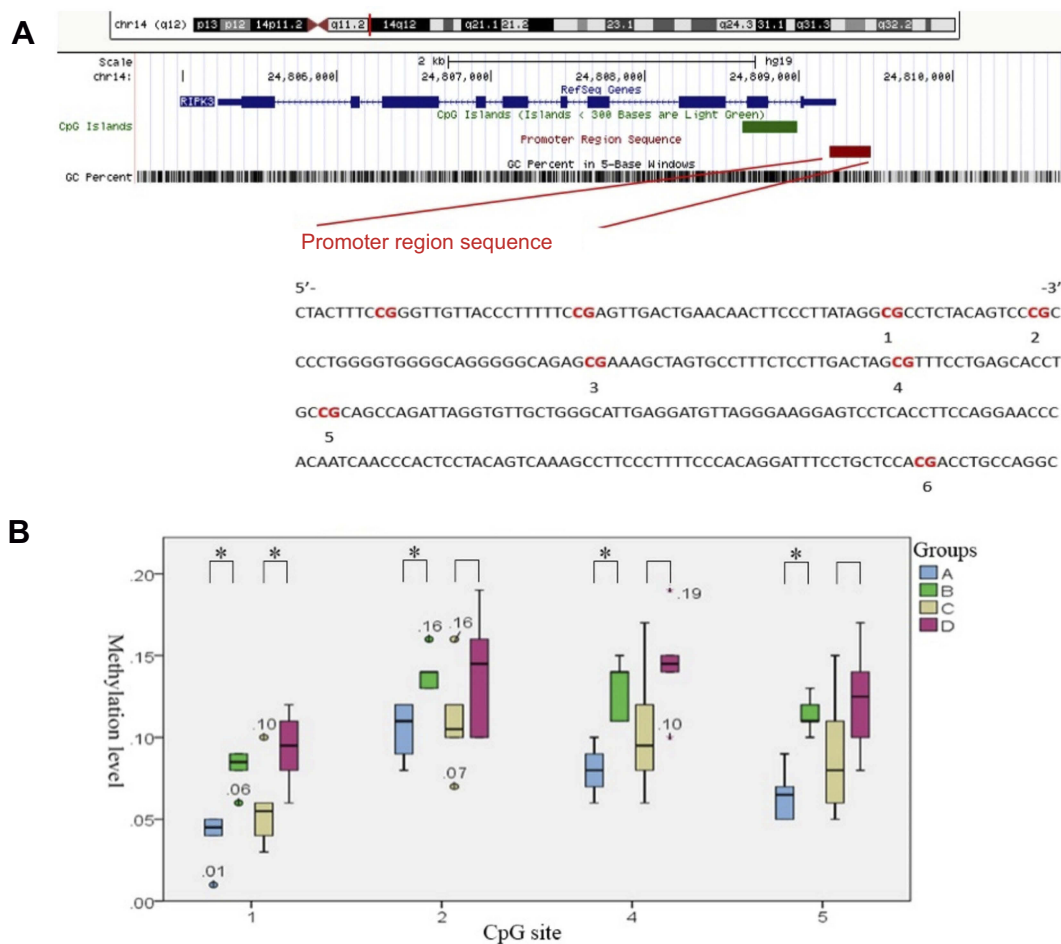 A
chr14 (q12) p13 p12 14p11.2 q11.2 14q12 q21.1 21.2 23.1 q24.3 31.1 q31.3 q32.2
Scale 2 kb hg19
chr14: 24,806,000 24,807,000 24,808,000 24,809,000 24,810,000
RefSeq Genes
RIPK3
CpG Islands (Islands < 300 Bases are Light Green)
CpG Islands
Promoter Region Sequence
GC Percent in 5-Base Windows
GC Percent
Promoter region sequence
5’- -3’
CTACTTTCCGGGTTGTTACCCTTTTTCCGAGTTGACTGAACAACTTCCCTTATAGGCGCCTCTACAGTCCCGC
1 2
CCCTGGGGTGGGGCAGGGGGCAGAGCGAAAGCTAGTGCCTTTCTCCTTGACTAGCGTTTCCTGAGCACCT
3 4
GCCGCAGCCAGATTAGGTGTTGCTGGGCATTGAGGATGTTAGGGAAGGAGTCCTCACCTTCCAGGAACCC
5
ACAATCAACCCACTCCTACAGTCAAAGCCTTCCCTTTTCCCACAGGATTTCCTGCTCCACGACCTGCCAGGC
6
B
* * * * *
Groups
A
B
C
D
.20
.19
.16 .16
.15
.10
.10 .10
.07
.06
.05
.01
.00
1 2 4 5
Methylation level
CpG site